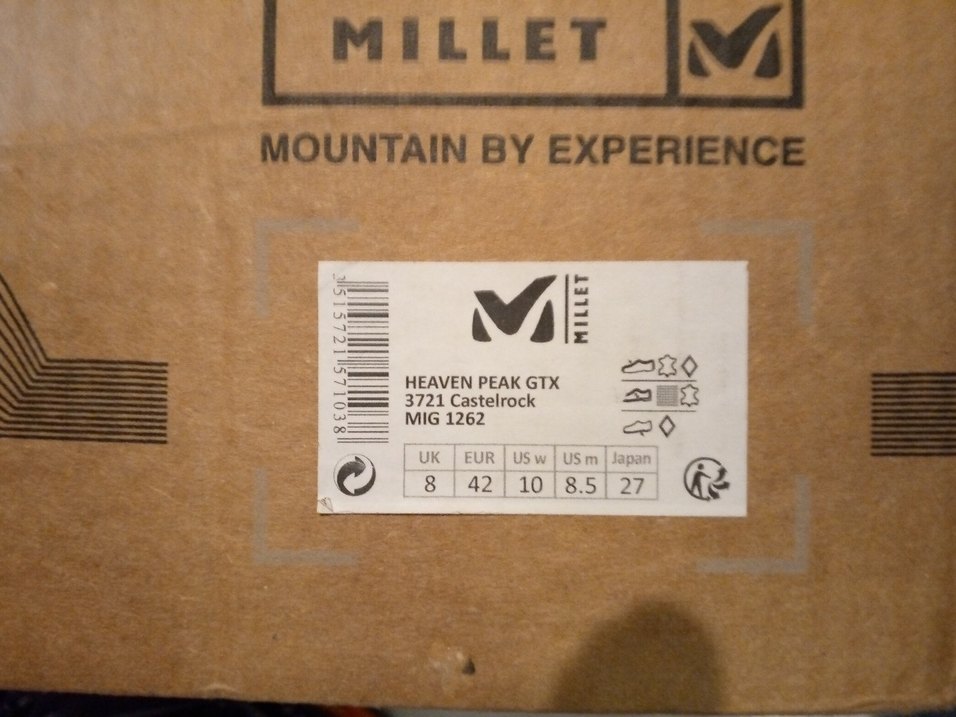 MILLET
MOUNTAIN BY EXPERIENCE
MILLET
3515721571038
HEAVEN PEAK GTX
3721 Castelrock
MIG 1262
UK EUR US w US m Japan
8 42 10 8.5 27